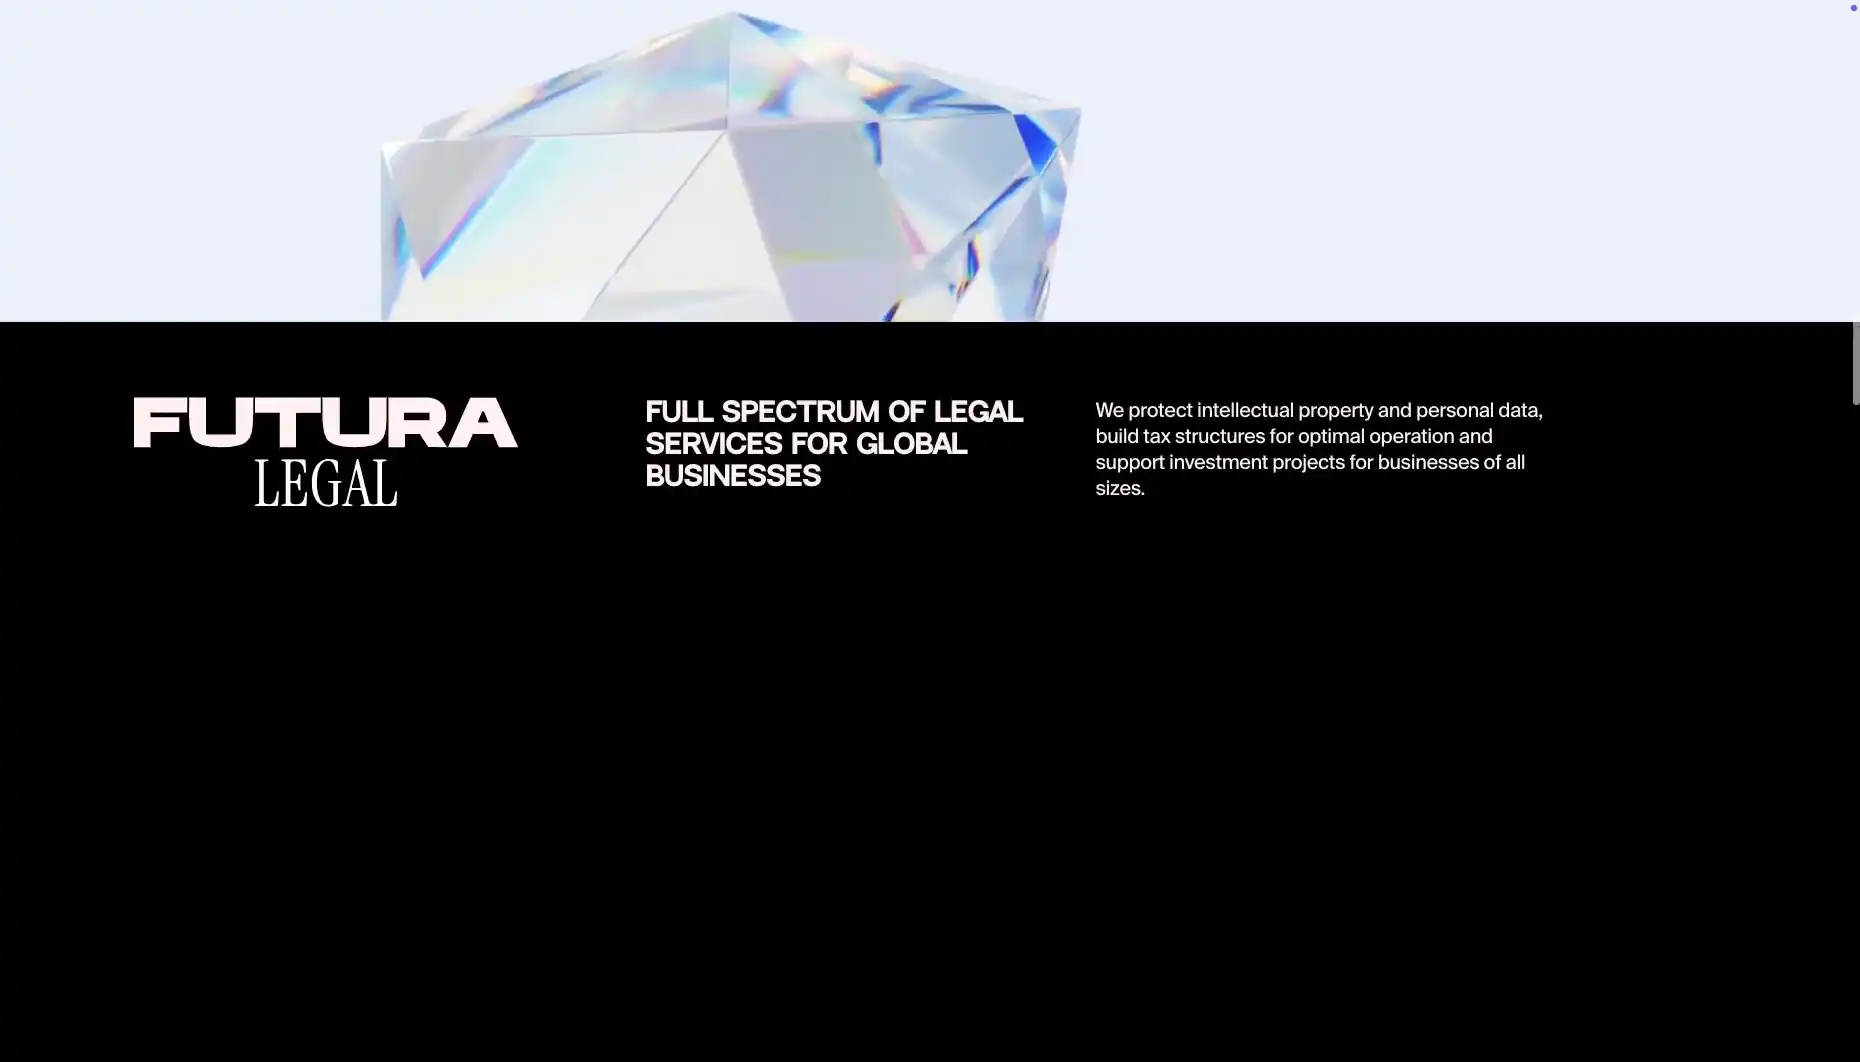 FUTURA
LEGAL
FULL SPECTRUM OF LEGAL
SERVICES FOR GLOBAL
BUSINESSES
We protect intellectual property and personal data,
build tax structures for optimal operation and
support investment projects for businesses of all
sizes.